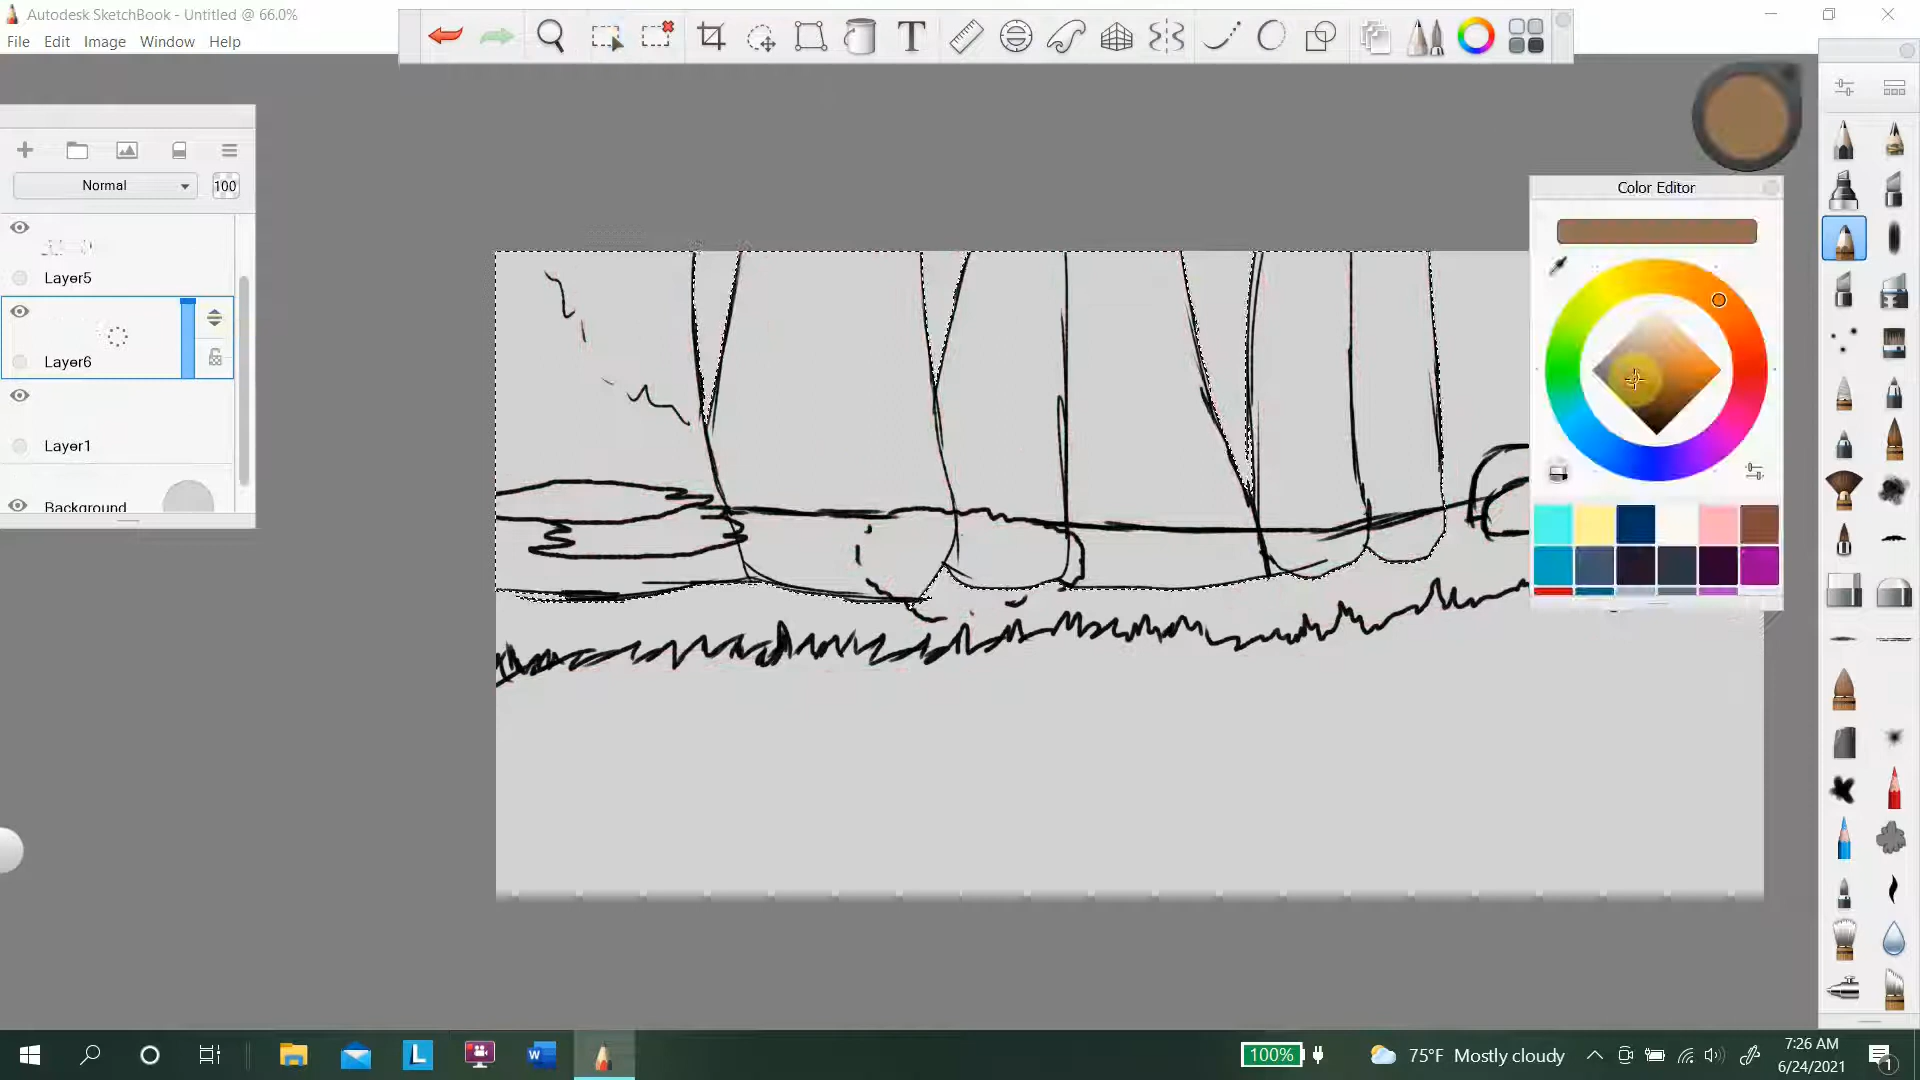 Autodesk SketchBook - Untitled @ 66.0%
File Edit Image Window Help
T
Normal 100
Layer5
Layer6
Layer1
Background
Color Editor
L
W
100%
75°F Mostly cloudy
7:26 AM
6/24/2021
1